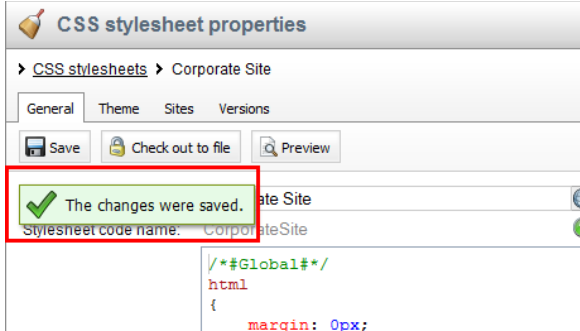 CSS stylesheet properties
CSS stylesheets Corporate Site
General Theme Sites Versions
Save Check out to file Preview
The changes were saved. ate Site
Stylesheet code name: CorporateSite
/*#Global#*/
html
{
margin: 0px;